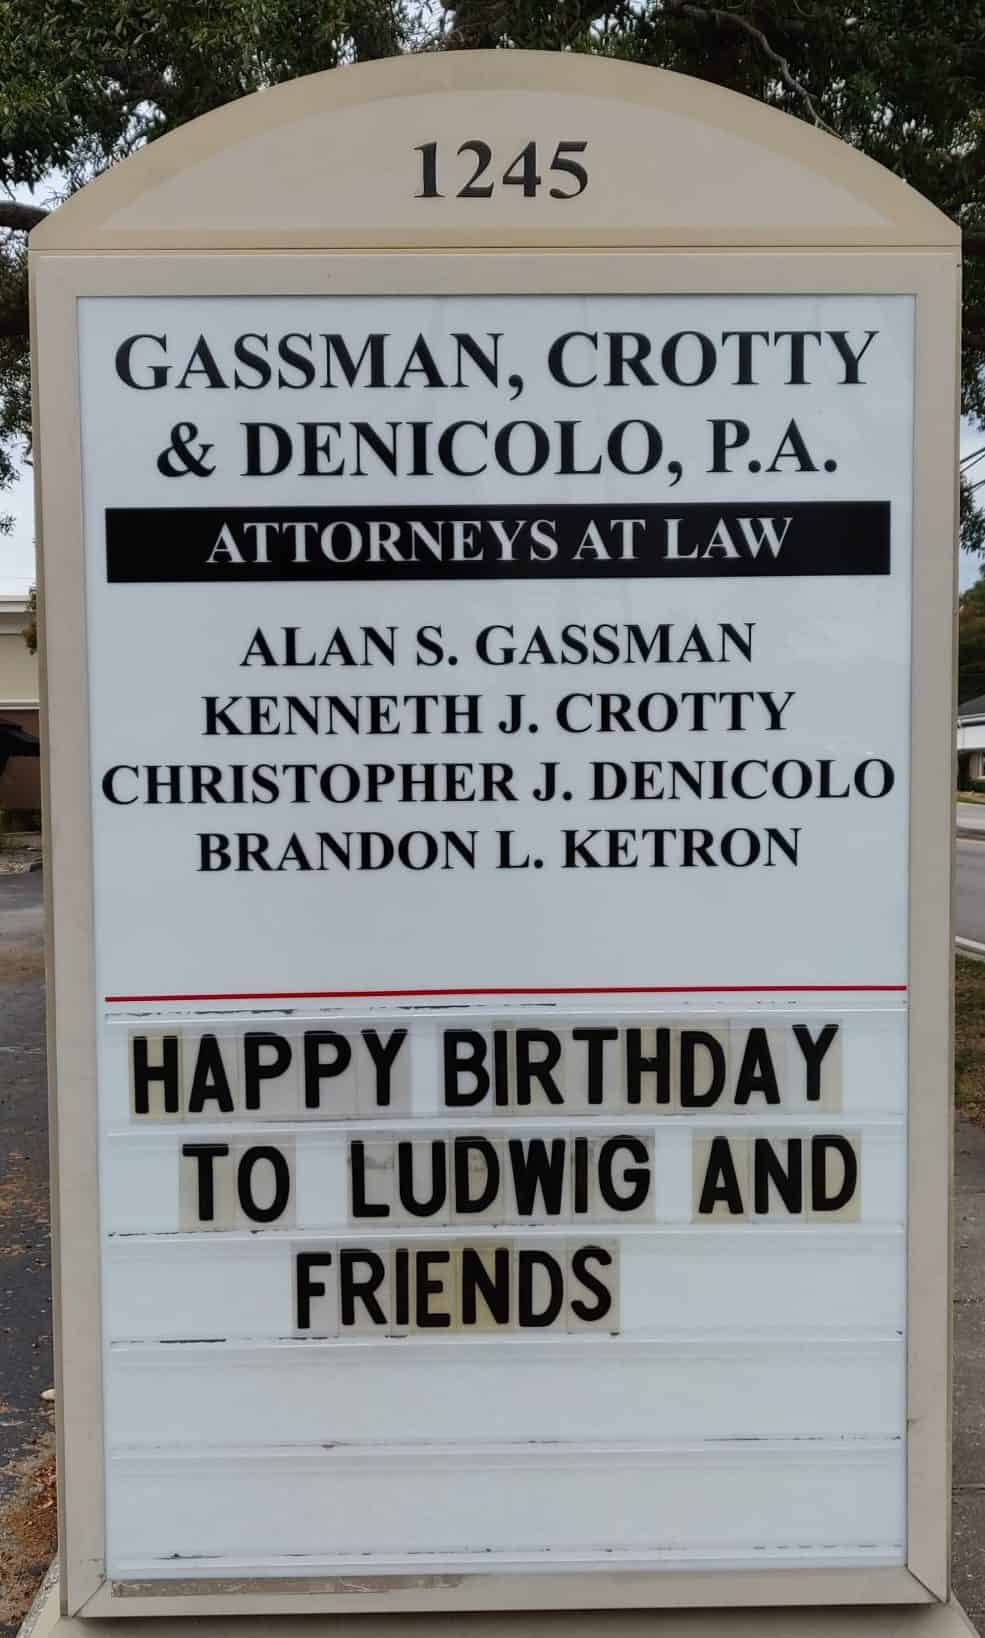 1245
GASSMAN, CROTTY
& DENICOLO, P.A.
ATTORNEYS AT LAW
ALAN S. GASSMAN
KENNETH J. CROTTY
CHRISTOPHER J. DENICOLO
BRANDON L. KETRON
HAPPY BIRTHDAY
TO LUDWIG AND
FRIENDS